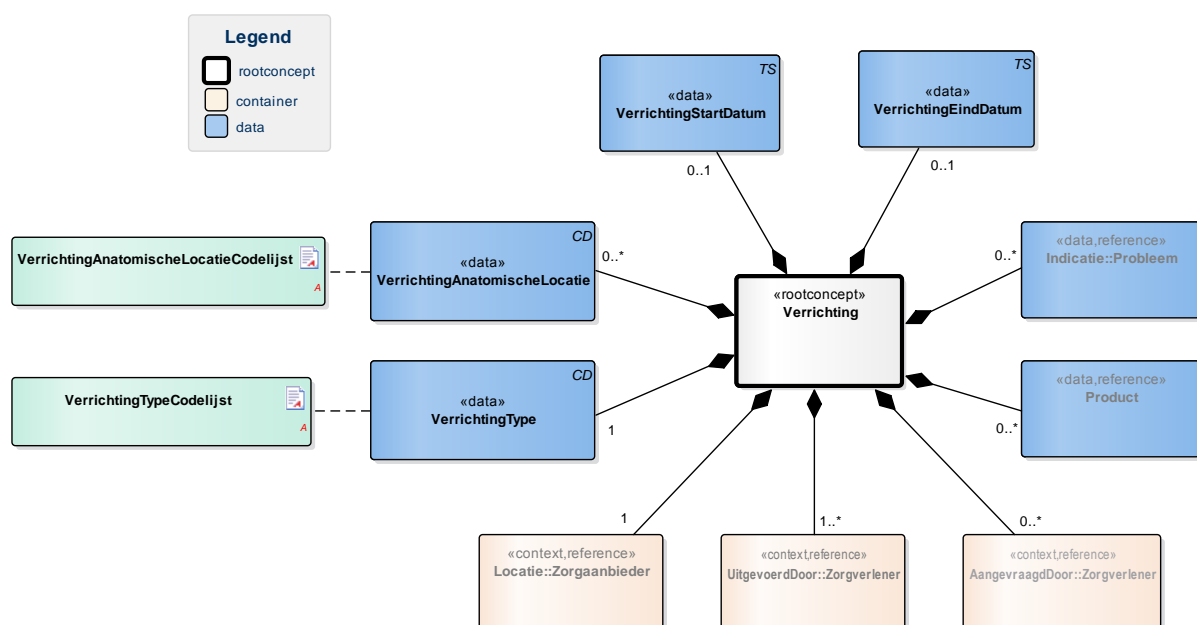 Legend
rootconcept
container
data
TS
«data»
VerrichtingStartDatum
TS
«data»
VerrichtingEindDatum
0..1
0..1
VerrichtingAnatomischeLocatieCodelijst
A
CD
«data»
VerrichtingAnatomischeLocatie
0..*
«rootconcept»
Verrichting
0..*
«data,reference»
Indicatie::Probleem
VerrichtingTypeCodelijst
A
CD
«data»
VerrichtingType
1
«data,reference»
Product
0..*
1
1..*
0..*
«context,reference»
Locatie::Zorgaanbieder
«context,reference»
UitgevoerdDoor::Zorgverlener
«context,reference»
AangevraagdDoor::Zorgverlener